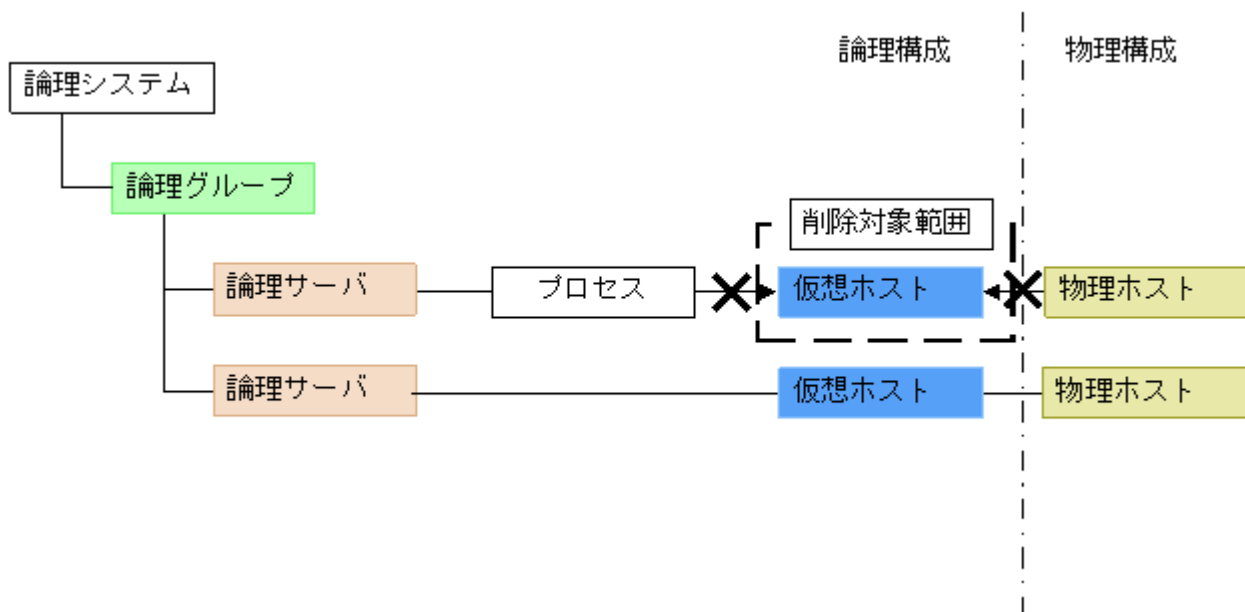 論理構成
物理構成
論理システム
論理グループ
削除対象範囲
論理サーバ
プロセス
仮想ホスト
物理ホスト
論理サーバ
仮想ホスト
物理ホスト